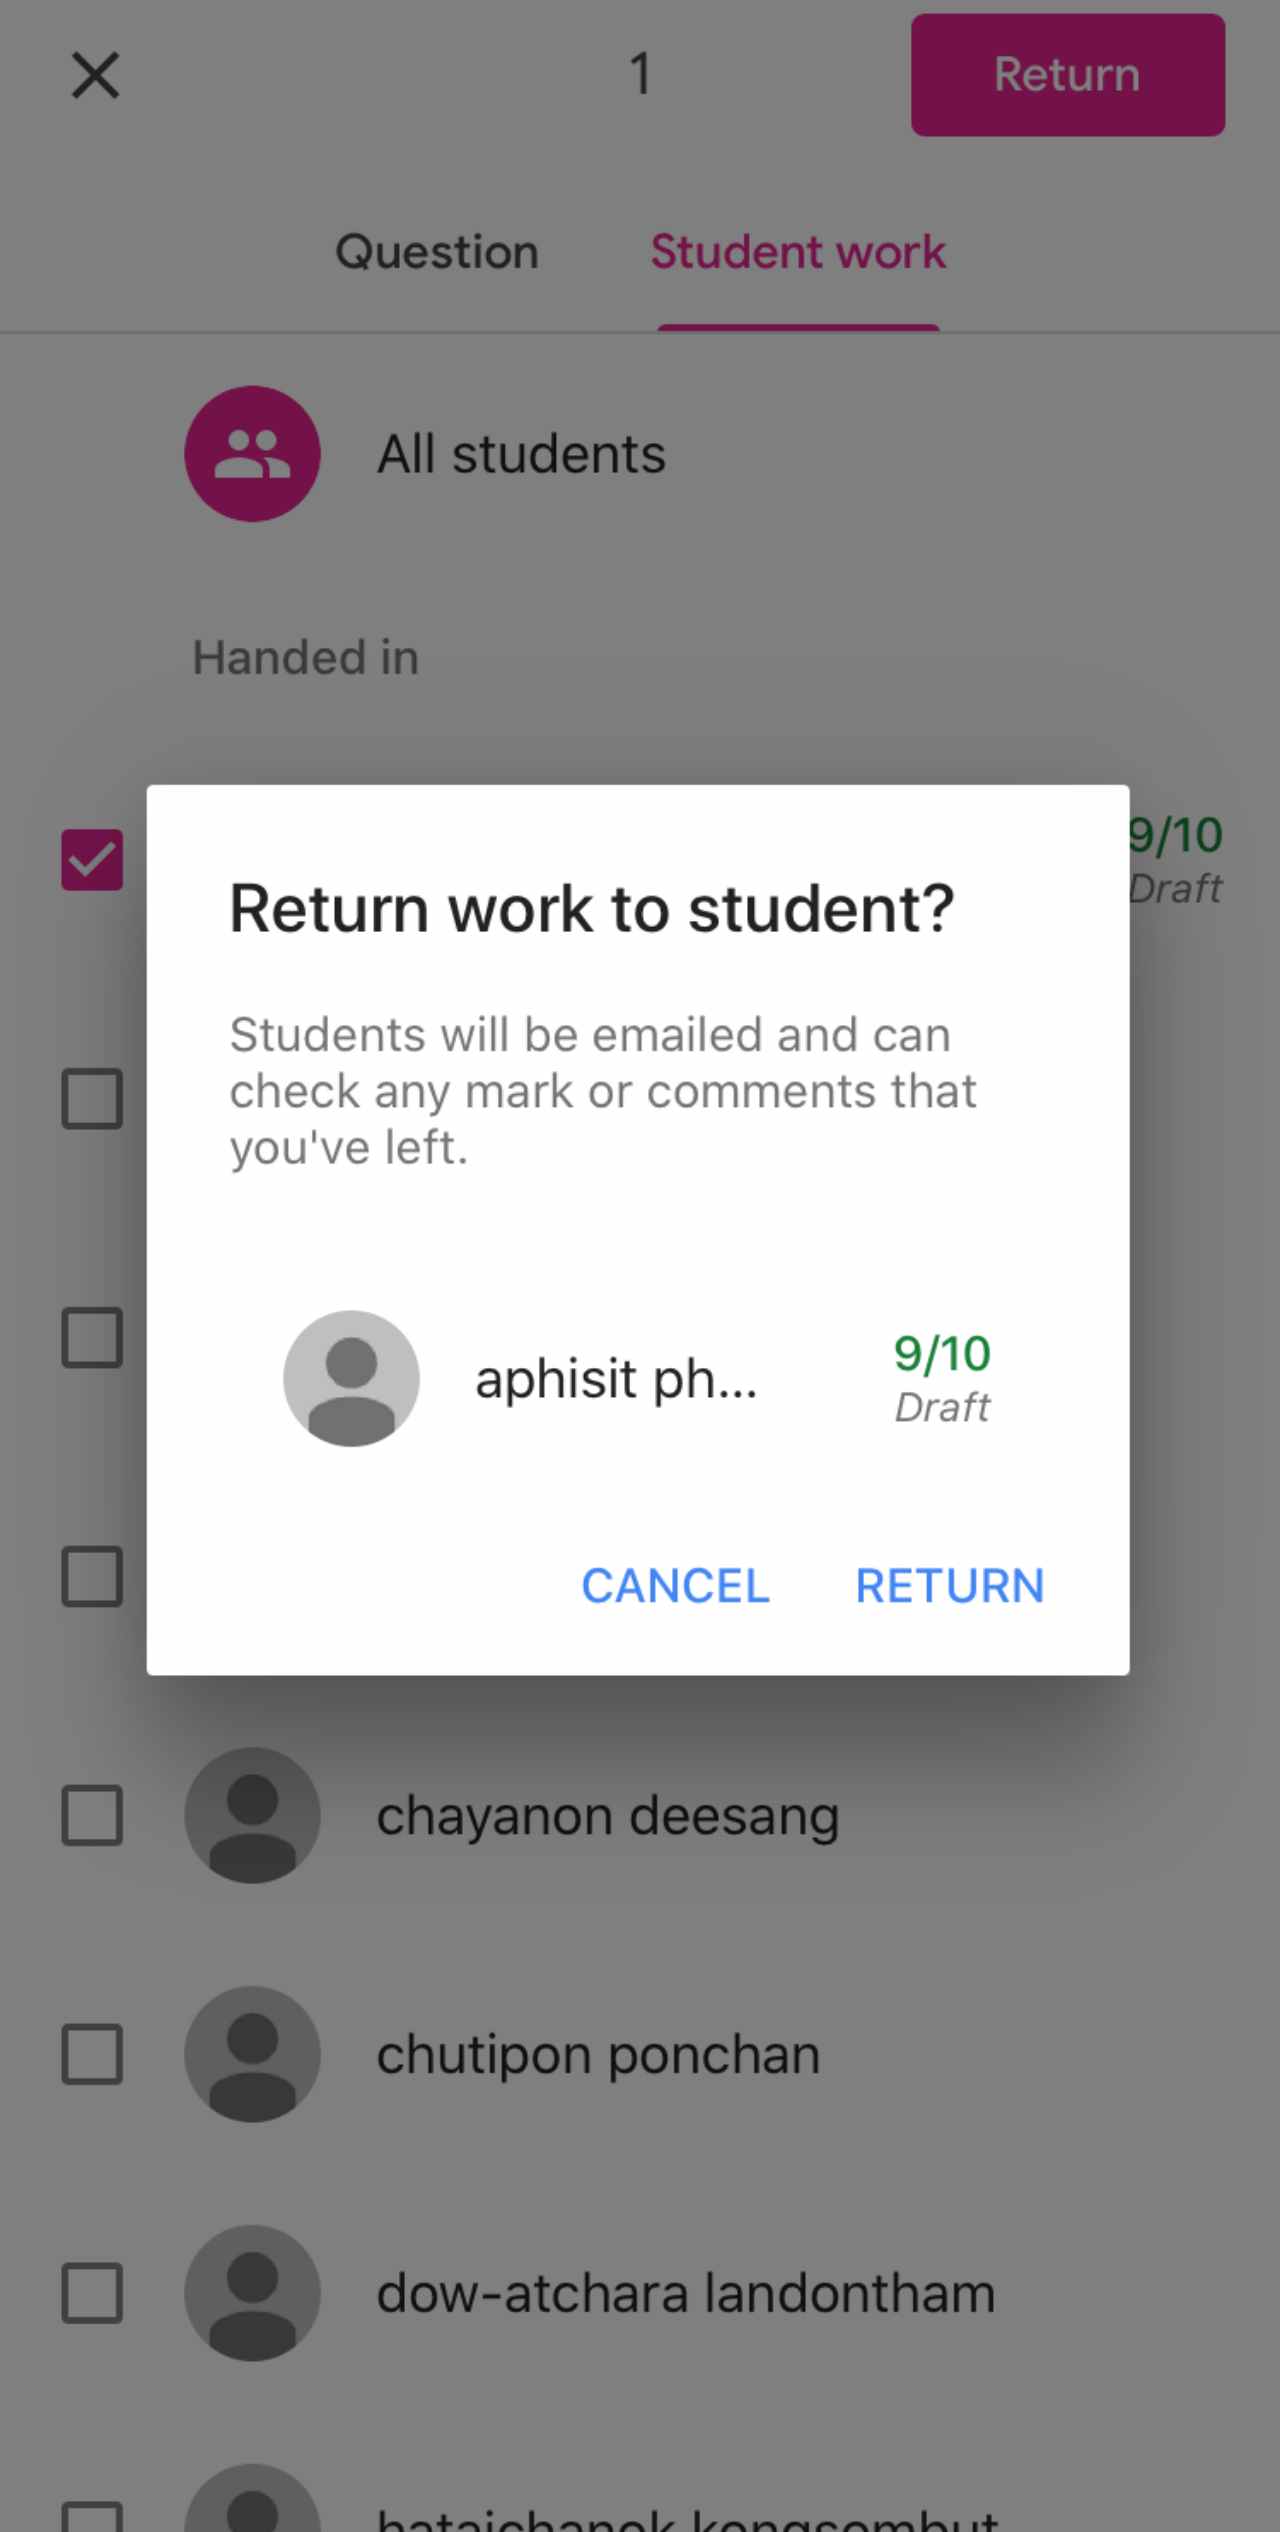 1
Return
Question
Student work
All students
Handed in
9/10
Draft
Return work to student?
Students will be emailed and can
check any mark or comments that
you've left.
aphisit ph...
9/10
Draft
CANCEL
RETURN
chayanon deesang
chutipon ponchan
dow-atchara landontham